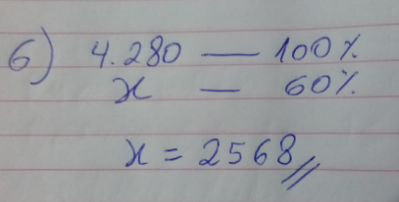 6) 4.280 — 100%
x — 60%
x = 2568//